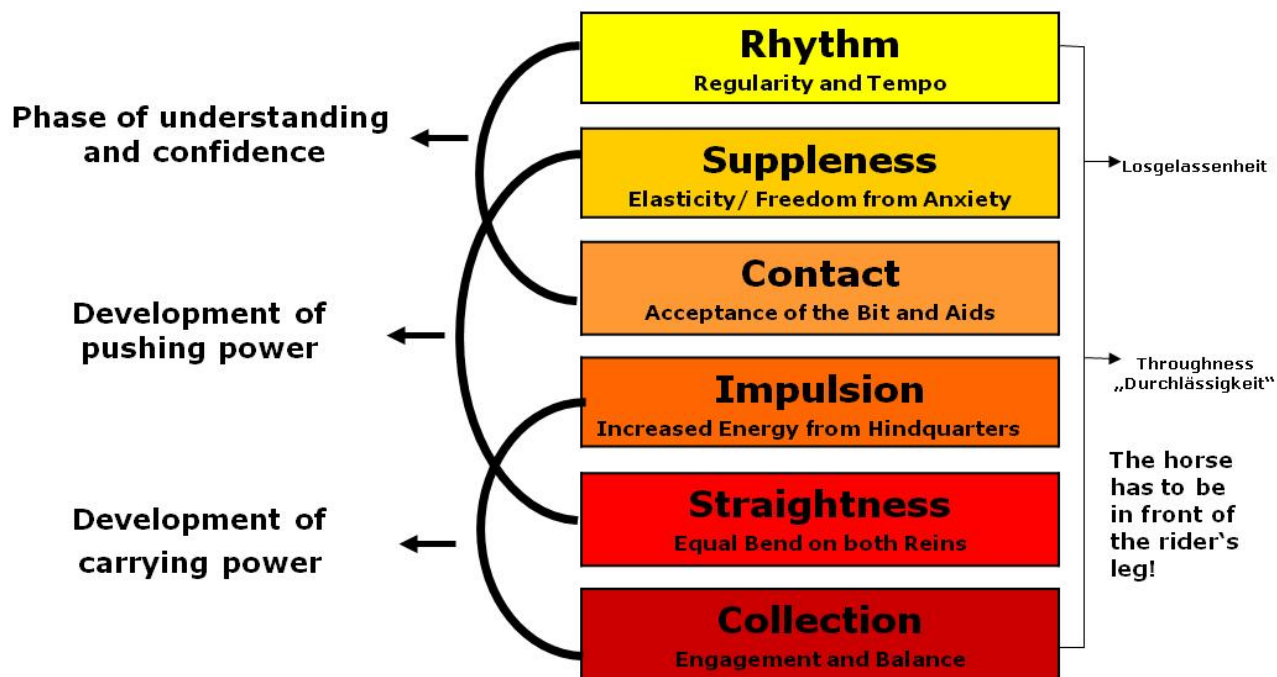 Phase of understanding
and confidence
Development of
pushing power
Development of
carrying power
Rhythm
Regularity and Tempo
Suppleness
Elasticity/ Freedom from Anxiety
Contact
Acceptance of the Bit and Aids
Impulsion
Increased Energy from Hindquarters
Straightness
Equal Bend on both Reins
Collection
Engagement and Balance
Losgelassenheit
Throughness
„Durchlässigkeit“
The horse
has to be
in front of
the rider‘s
leg!